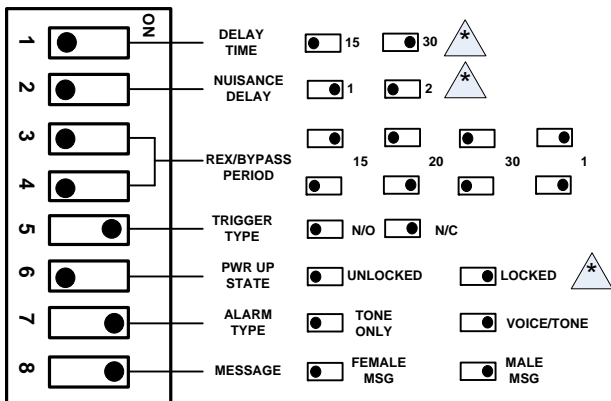 ON
1 DELAY TIME 15 30 *
2 NUISANCE DELAY 1 2 *
3
4
REX/BYPASS PERIOD 15 20 30 1
5 TRIGGER TYPE N/O N/C
6 PWR UP STATE UNLOCKED LOCKED *
7 ALARM TYPE TONE ONLY VOICE/TONE
8 MESSAGE FEMALE MSG MALE MSG